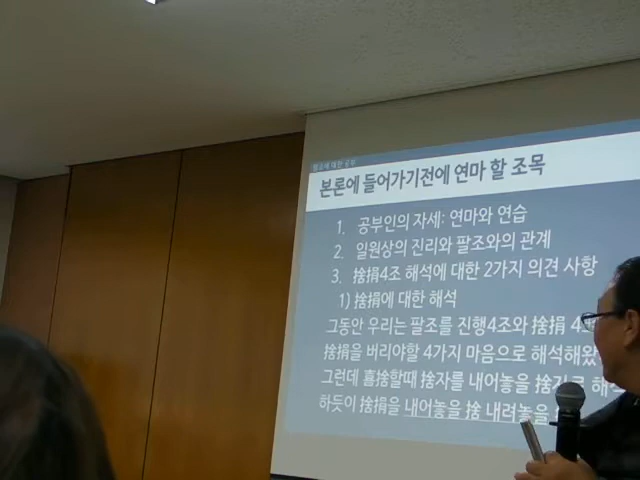 본론에 들어가기전에 연마 할 조목
1. 공부인의 자세: 연마와 연습
2. 일원상의 진리와 팔조와의 관계
3. 捨捐4조 해석에 대한 2가지 의견 사항
1) 捨捐에 대한 해석
그동안 우리는 팔조를 진행4조와 捨捐 4
捨捐을 버리야할 4가지 마음으로 해석해왔
그런데 喜捨할때 捨자를 내어놓을 捨자로 해
하듯이 捨捐을 내어놓을 捨 내려놓을